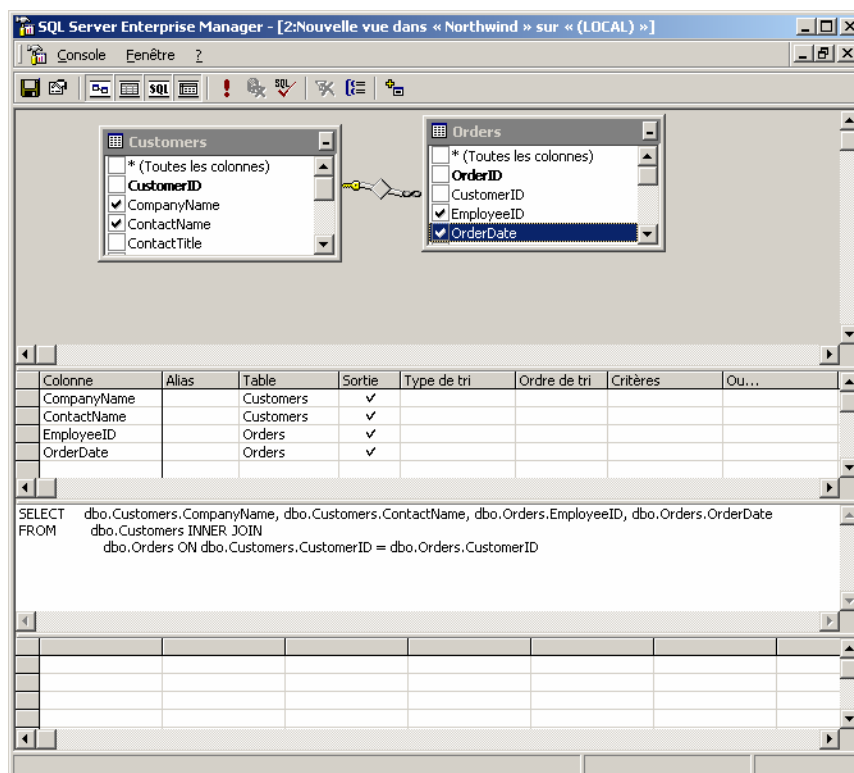 SQL Server Enterprise Manager - [2:Nouvelle vue dans « Northwind » sur « (LOCAL) »]
Console Fenêtre ?
SQL SQL
Customers
* (Toutes les colonnes)
CustomerID
CompanyName
ContactName
ContactTitle
Orders
* (Toutes les colonnes)
OrderID
CustomerID
EmployeeID
OrderDate
Colonne Alias Table Sortie Type de tri Ordre de tri Critères Ou...
CompanyName Customers
ContactName Customers
EmployeeID Orders
OrderDate Orders
SELECT dbo.Customers.CompanyName, dbo.Customers.ContactName, dbo.Orders.EmployeeID, dbo.Orders.OrderDate
FROM dbo.Customers INNER JOIN
dbo.Orders ON dbo.Customers.CustomerID = dbo.Orders.CustomerID